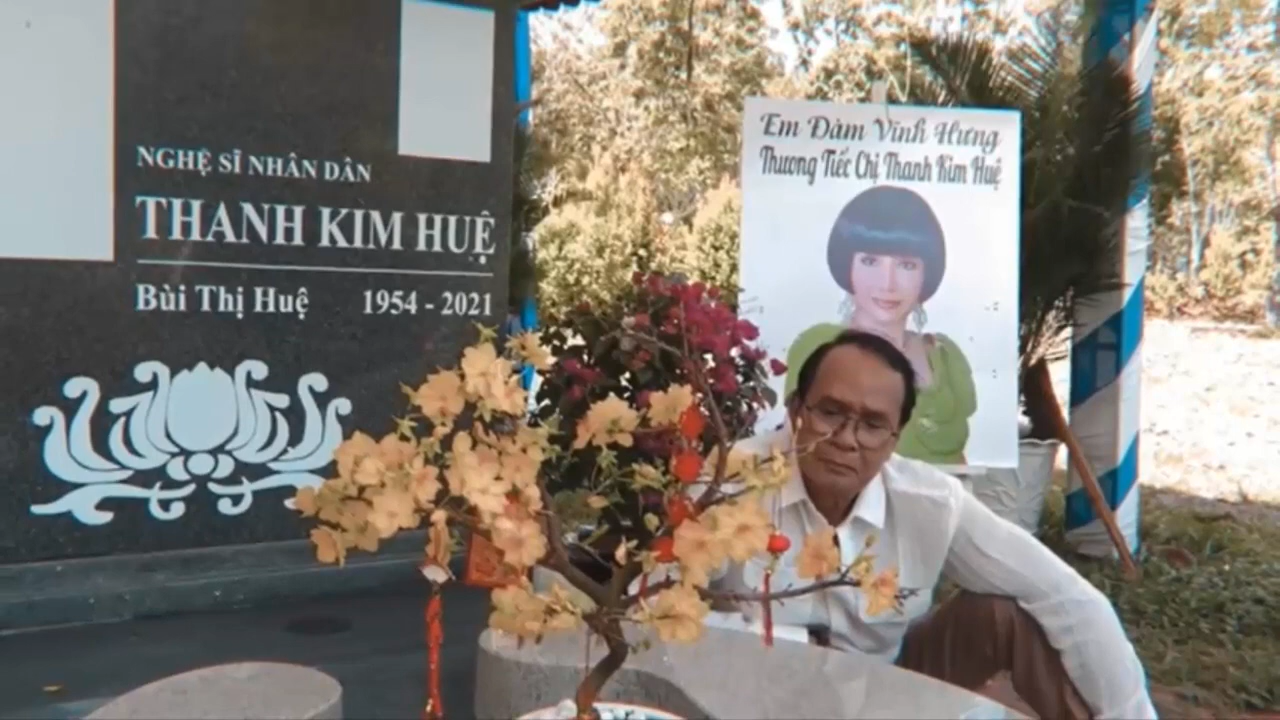 NGHỆ SĨ NHÂN DÂN
THANH KIM HUỆ
Bùi Thị Huệ 1954 - 2021
Em Đàm Vĩnh Hưng
Thương Tiếc Chị Thanh Kim Huệ